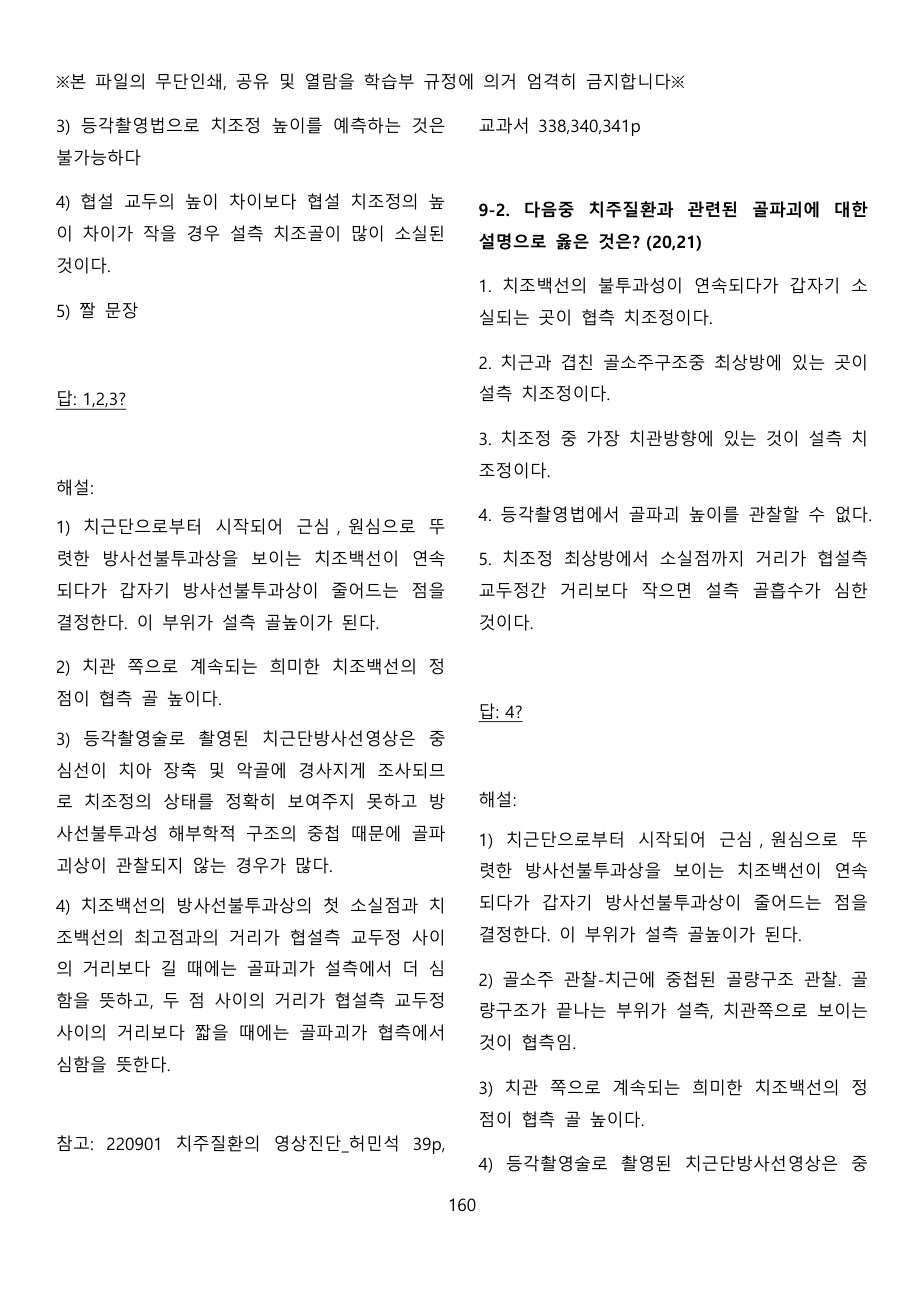 ※본 파일의 무단인쇄, 공유 및 열람을 학습부 규정에 의거 엄격히 금지합니다※
3) 등각촬영법으로 치조정 높이를 예측하는 것은
불가능하다
4) 협설 교두의 높이 차이보다 협설 치조정의 높
이 차이가 작을 경우 설측 치조골이 많이 소실된
것이다.
5) 짤 문장
답: 1,2,3?
해설:
1) 치근단으로부터 시작되어 근심 , 원심으로 뚜
렷한 방사선불투과상을 보이는 치조백선이 연속
되다가 갑자기 방사선불투과상이 줄어드는 점을
결정한다. 이 부위가 설측 골높이가 된다.
2) 치관 쪽으로 계속되는 희미한 치조백선의 정
점이 협측 골 높이다.
3) 등각촬영술로 촬영된 치근단방사선영상은 중
심선이 치아 장축 및 악골에 경사지게 조사되므
로 치조정의 상태를 정확히 보여주지 못하고 방
사선불투과성 해부학적 구조의 중첩 때문에 골파
괴상이 관찰되지 않는 경우가 많다.
4) 치조백선의 방사선불투과상의 첫 소실점과 치
조백선의 최고점과의 거리가 협설측 교두정 사이
의 거리보다 길 때에는 골파괴가 설측에서 더 심
함을 뜻하고, 두 점 사이의 거리가 협설측 교두정
사이의 거리보다 짧을 때에는 골파괴가 협측에서
심함을 뜻한다.
참고: 220901 치주질환의 영상진단_허민석 39p,
교과서 338,340,341p
9-2. 다음중 치주질환과 관련된 골파괴에 대한
설명으로 옳은 것은? (20,21)
1. 치조백선의 불투과성이 연속되다가 갑자기 소
실되는 곳이 협측 치조정이다.
2. 치근과 겹친 골소주구조중 최상방에 있는 곳이
설측 치조정이다.
3. 치조정 중 가장 치관방향에 있는 것이 설측 치
조정이다.
4. 등각촬영법에서 골파괴 높이를 관찰할 수 없다.
5. 치조정 최상방에서 소실점까지 거리가 협설측
교두정간 거리보다 작으면 설측 골흡수가 심한
것이다.
답: 4?
해설:
1) 치근단으로부터 시작되어 근심 , 원심으로 뚜
렷한 방사선불투과상을 보이는 치조백선이 연속
되다가 갑자기 방사선불투과상이 줄어드는 점을
결정한다. 이 부위가 설측 골높이가 된다.
2) 골소주 관찰-치근에 중첩된 골량구조 관찰. 골
량구조가 끝나는 부위가 설측, 치관쪽으로 보이는
것이 협측임.
3) 치관 쪽으로 계속되는 희미한 치조백선의 정
점이 협측 골 높이다.
4) 등각촬영술로 촬영된 치근단방사선영상은 중
160